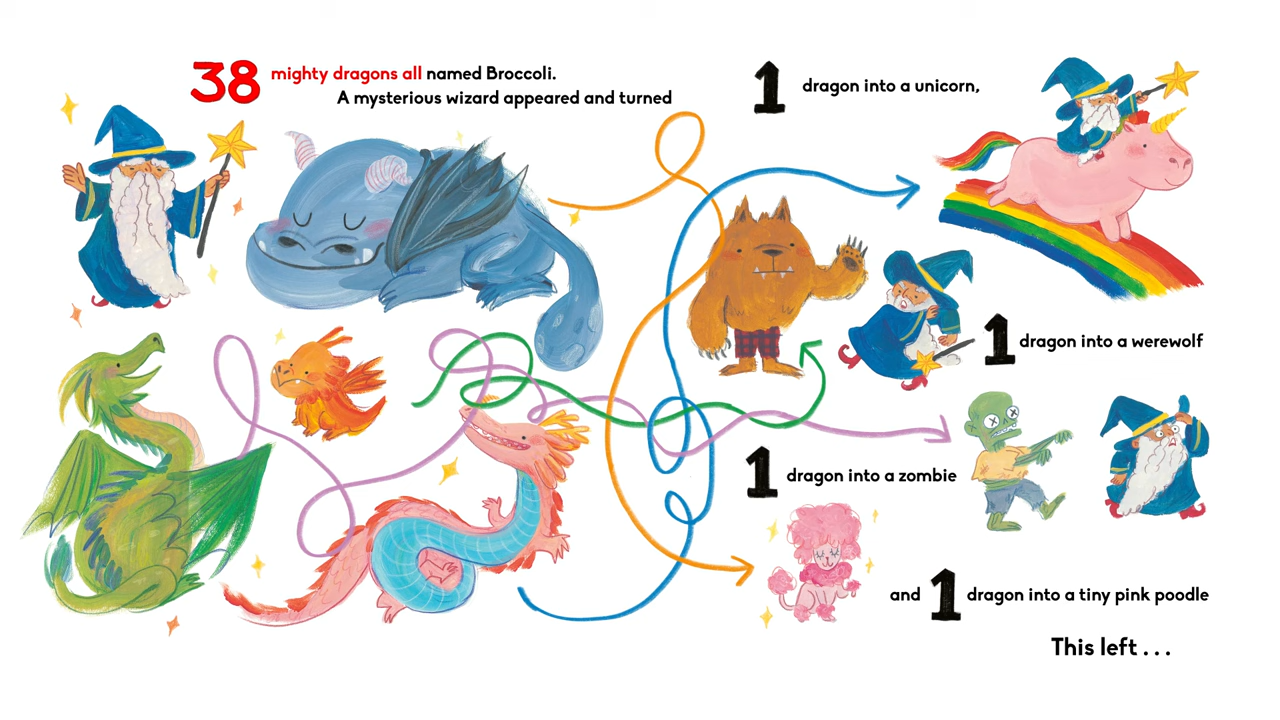 38 mighty dragons all named Broccoli.
A mysterious wizard appeared and turned
1 dragon into a unicorn,
1 dragon into a werewolf
1 dragon into a zombie
and 1 dragon into a tiny pink poodle
This left . . .